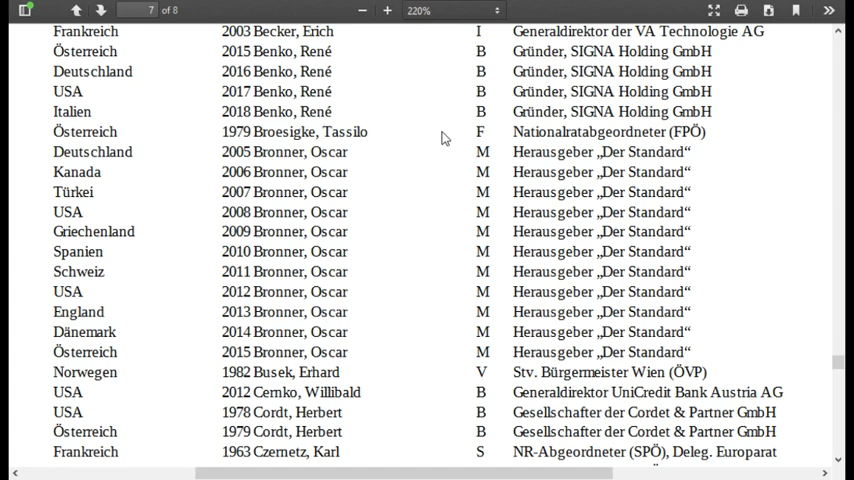 7 of 8 220%
Frankreich 2003 Becker, Erich I Generaldirektor der VA Technologie AG
Österreich 2015 Benko, René B Gründer, SIGNA Holding GmbH
Deutschland 2016 Benko, René B Gründer, SIGNA Holding GmbH
USA 2017 Benko, René B Gründer, SIGNA Holding GmbH
Italien 2018 Benko, René B Gründer, SIGNA Holding GmbH
Österreich 1979 Broesigke, Tassilo F Nationalratabgeordneter (FPÖ)
Deutschland 2005 Bronner, Oscar M Herausgeber „Der Standard“
Kanada 2006 Bronner, Oscar M Herausgeber „Der Standard“
Türkei 2007 Bronner, Oscar M Herausgeber „Der Standard“
USA 2008 Bronner, Oscar M Herausgeber „Der Standard“
Griechenland 2009 Bronner, Oscar M Herausgeber „Der Standard“
Spanien 2010 Bronner, Oscar M Herausgeber „Der Standard“
Schweiz 2011 Bronner, Oscar M Herausgeber „Der Standard“
USA 2012 Bronner, Oscar M Herausgeber „Der Standard“
England 2013 Bronner, Oscar M Herausgeber „Der Standard“
Dänemark 2014 Bronner, Oscar M Herausgeber „Der Standard“
Österreich 2015 Bronner, Oscar M Herausgeber „Der Standard“
Norwegen 1982 Busek, Erhard V Stv. Bürgermeister Wien (ÖVP)
USA 2012 Cernko, Willibald B Generaldirektor UniCredit Bank Austria AG
USA 1978 Cordt, Herbert B Gesellschafter der Cordet & Partner GmbH
Österreich 1979 Cordt, Herbert B Gesellschafter der Cordet & Partner GmbH
Frankreich 1963 Czernetz, Karl S NR-Abgeordneter (SPÖ), Deleg. Europarat